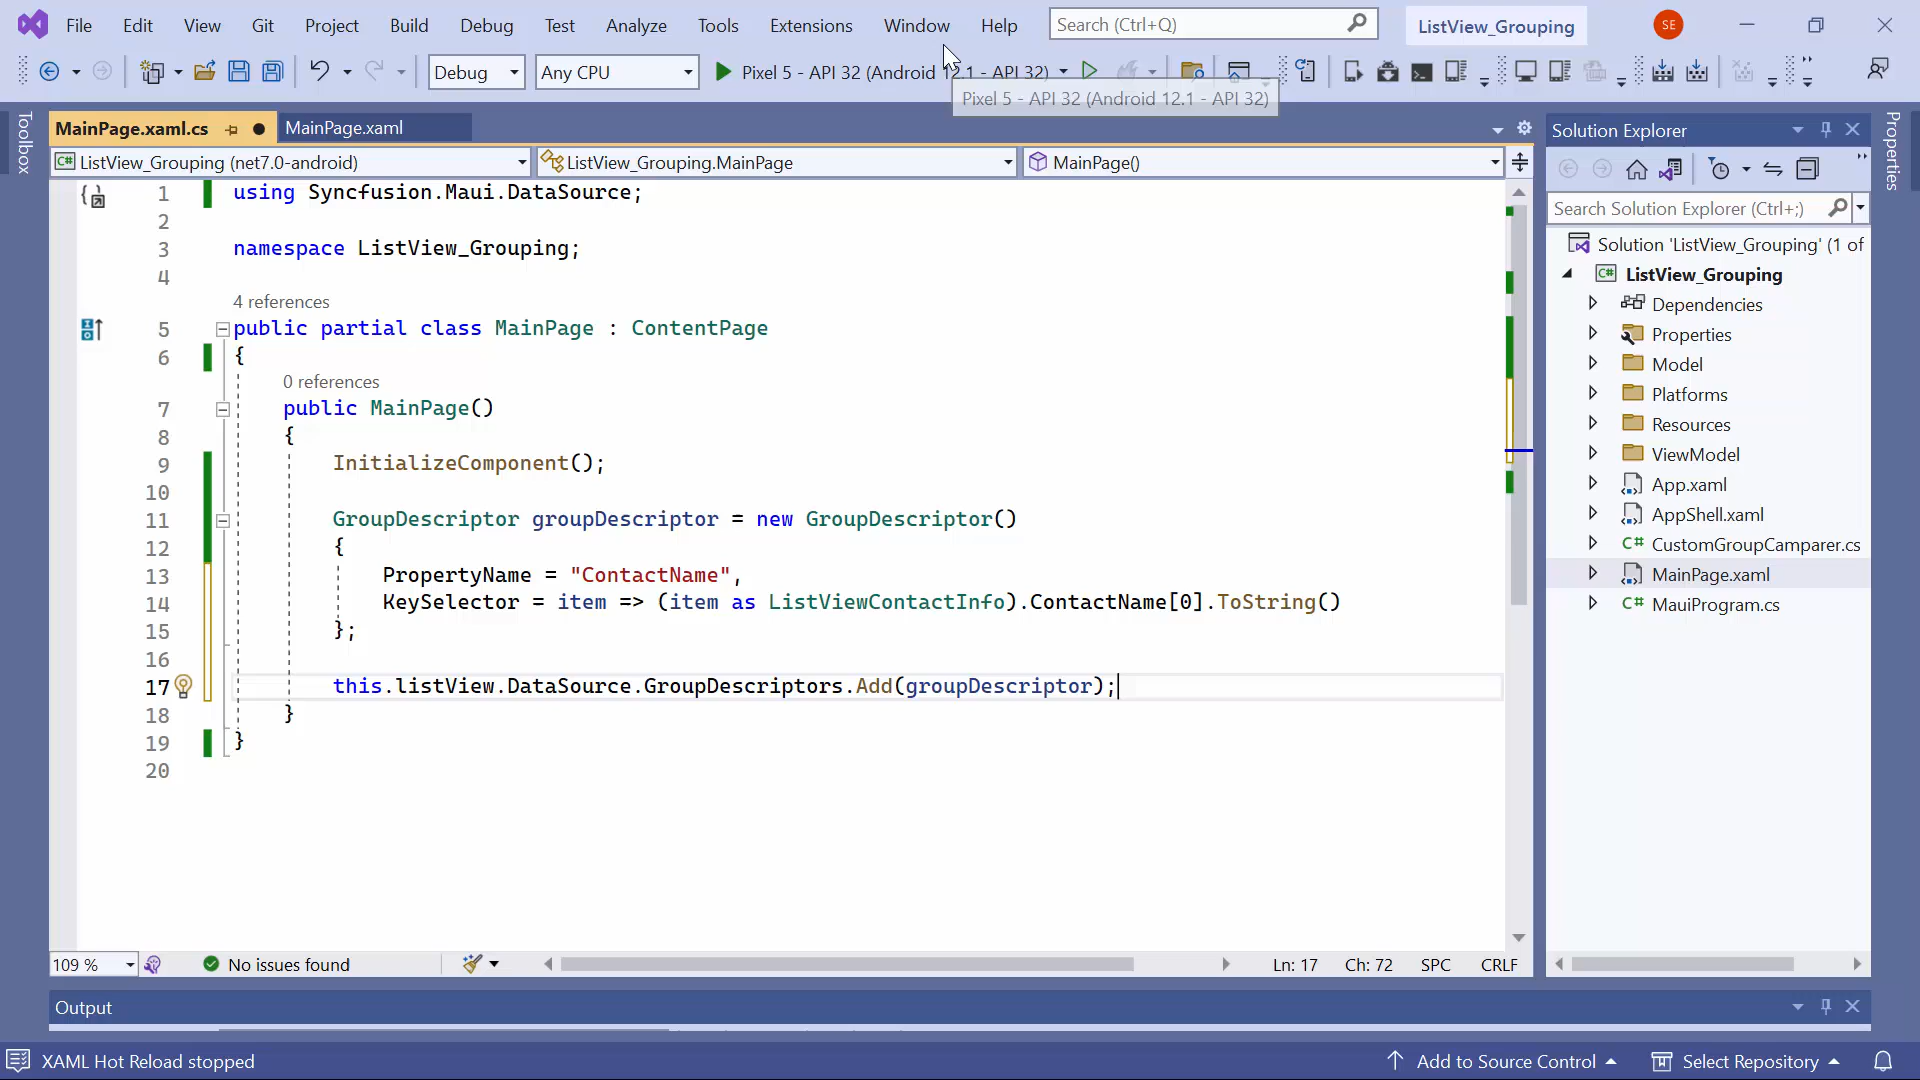 File Edit View Git Project Build Debug Test Analyze Tools Extensions Window Help Search (Ctrl+Q) ListView_Grouping SE
Debug Any CPU Pixel 5 - API 32 (Android 12.1 - API 32)
Pixel 5 - API 32 (Android 12.1 - API 32)
Toolbox
MainPage.xaml.cs MainPage.xaml
ListView_Grouping (net7.0-android) ListView_Grouping.MainPage MainPage()
1 using Syncfusion.Maui.DataSource;
2
3 namespace ListView_Grouping;
4
4 references
5 public partial class MainPage : ContentPage
6 {
0 references
7 public MainPage()
8 {
9 InitializeComponent();
10
11 GroupDescriptor groupDescriptor = new GroupDescriptor()
12 {
13 PropertyName = "ContactName",
14 KeySelector = item => (item as ListViewContactInfo).ContactName[0].ToString()
15 };
16
17 this.listView.DataSource.GroupDescriptors.Add(groupDescriptor);
18 }
19 }
20
109 % No issues found Ln: 17 Ch: 72 SPC CRLF
Solution Explorer
Search Solution Explorer (Ctrl+;)
Solution 'ListView_Grouping' (1 of
ListView_Grouping
Dependencies
Properties
Model
Platforms
Resources
ViewModel
App.xaml
AppShell.xaml
CustomGroupCamparer.cs
MainPage.xaml
MauiProgram.cs
Properties
Output
XAML Hot Reload stopped Add to Source Control Select Repository